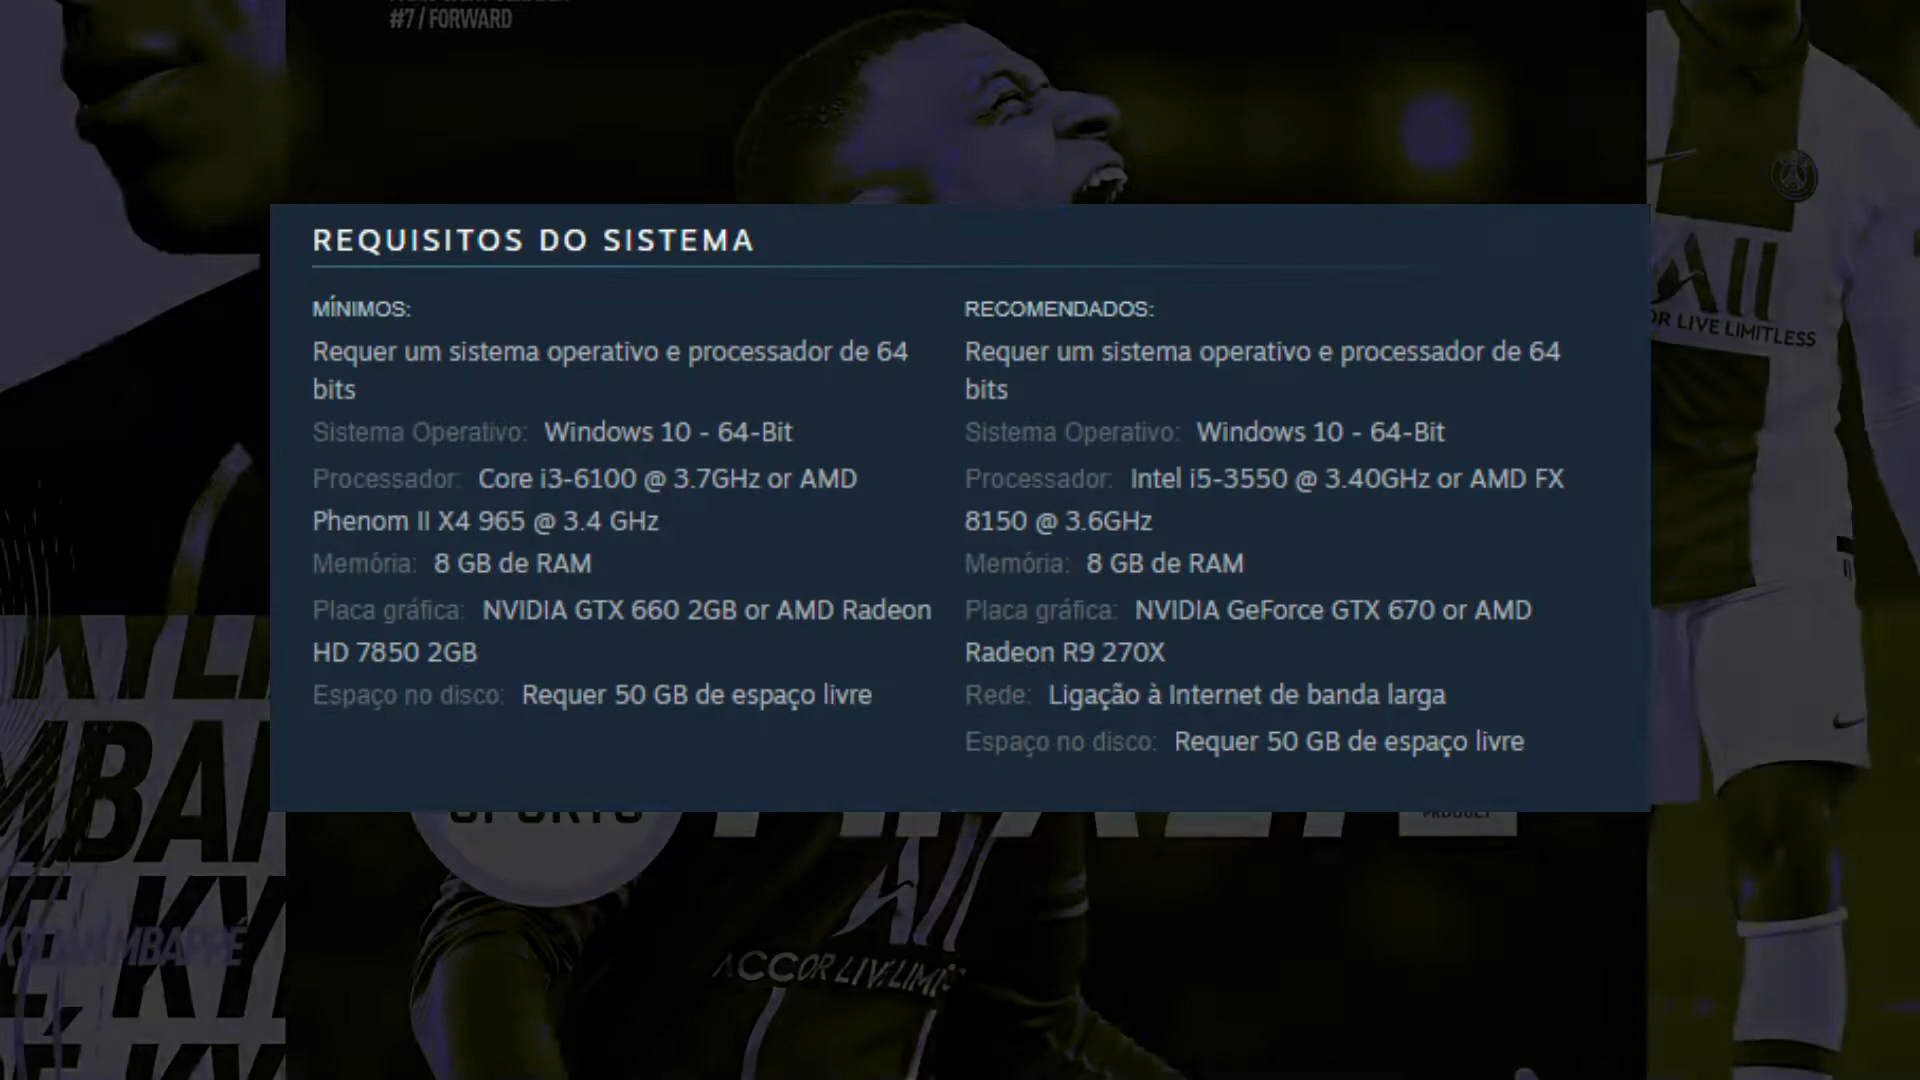 #7 / FORWARD
REQUISITOS DO SISTEMA
MÍNIMOS:
Requer um sistema operativo e processador de 64
bits
Sistema Operativo: Windows 10 - 64-Bit
Processador: Core i3-6100 @ 3.7GHz or AMD
Phenom II X4 965 @ 3.4 GHz
Memória: 8 GB de RAM
Placa gráfica: NVIDIA GTX 660 2GB or AMD Radeon
HD 7850 2GB
Espaço no disco: Requer 50 GB de espaço livre
RECOMENDADOS:
Requer um sistema operativo e processador de 64
bits
Sistema Operativo: Windows 10 - 64-Bit
Processador: Intel i5-3550 @ 3.40GHz or AMD FX
8150 @ 3.6GHz
Memória: 8 GB de RAM
Placa gráfica: NVIDIA GeForce GTX 670 or AMD
Radeon R9 270X
Rede: Ligação à Internet de banda larga
Espaço no disco: Requer 50 GB de espaço livre
ALL
OR LIVE LIMITLESS
SPORTS
PRODUCT
KYLIAN MBAPPÉ
ACCOR LIVE LIMIT